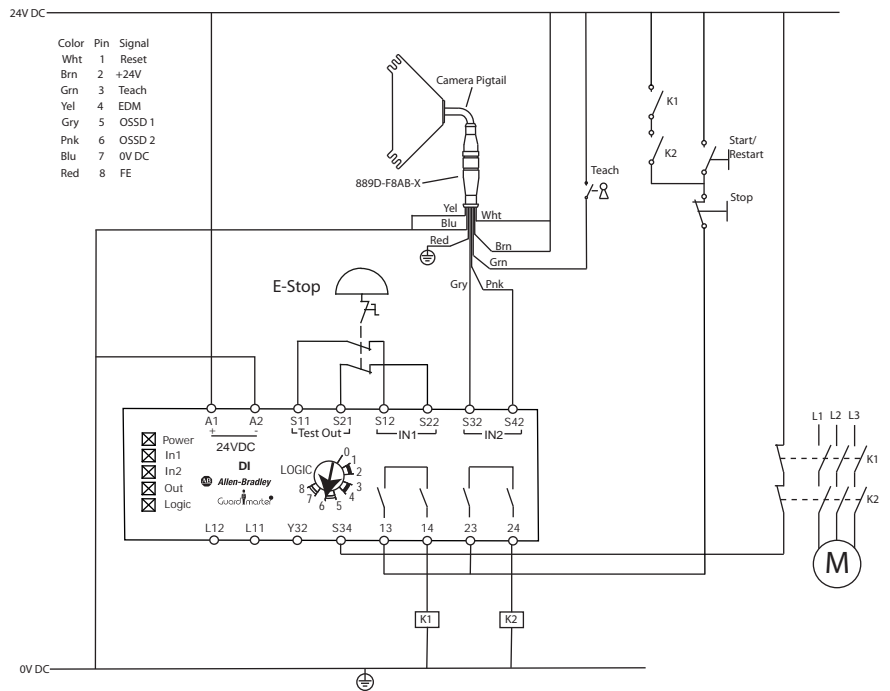 24V DC
Color Pin Signal
Wht 1 Reset
Brn 2 +24V
Grn 3 Teach
Yel 4 EDM
Gry 5 OSSD 1
Pnk 6 OSSD 2
Blu 7 0V DC
Red 8 FE
Camera Pigtail
889D-F8AB-X
K1
K2
Start/
Restart
Stop
Teach
Yel
Wht
Blu
Red
Brn
Grn
Gry
Pnk
E-Stop
A1 A2 S11 S21 S12 S22 S32 S42
+ -
Test Out IN1 IN2
24VDC
Power
In1
In2
Out
Logic
DI
AB Allen-Bradley
Guardmaster
LOGIC
0
1
2
3
4
5
6
7
8
L12 L11 Y32 S34 13 14 23 24
L1 L2 L3
K1
K2
M
K1
K2
0V DC